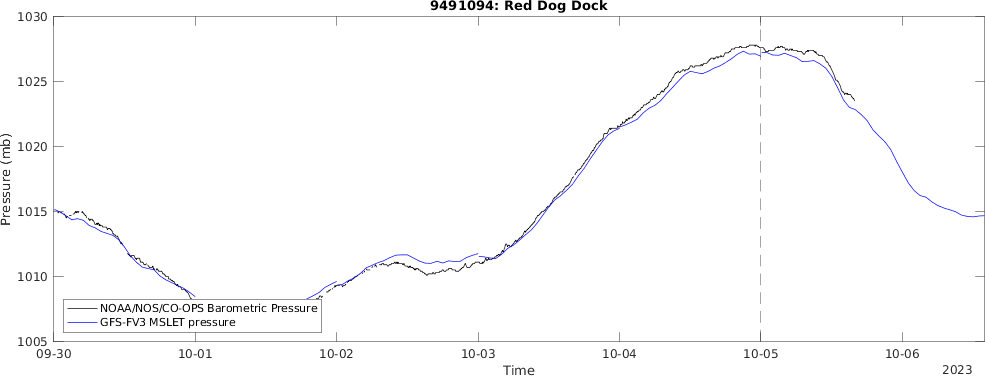 9491094: Red Dog Dock
1030
1025
1020
1015
1010
1005
Pressure (mb)
NOAA/NOS/CO-OPS Barometric Pressure
GFS-FV3 MSLET pressure
09-30 10-01 10-02 10-03 10-04 10-05 10-06
Time
2023